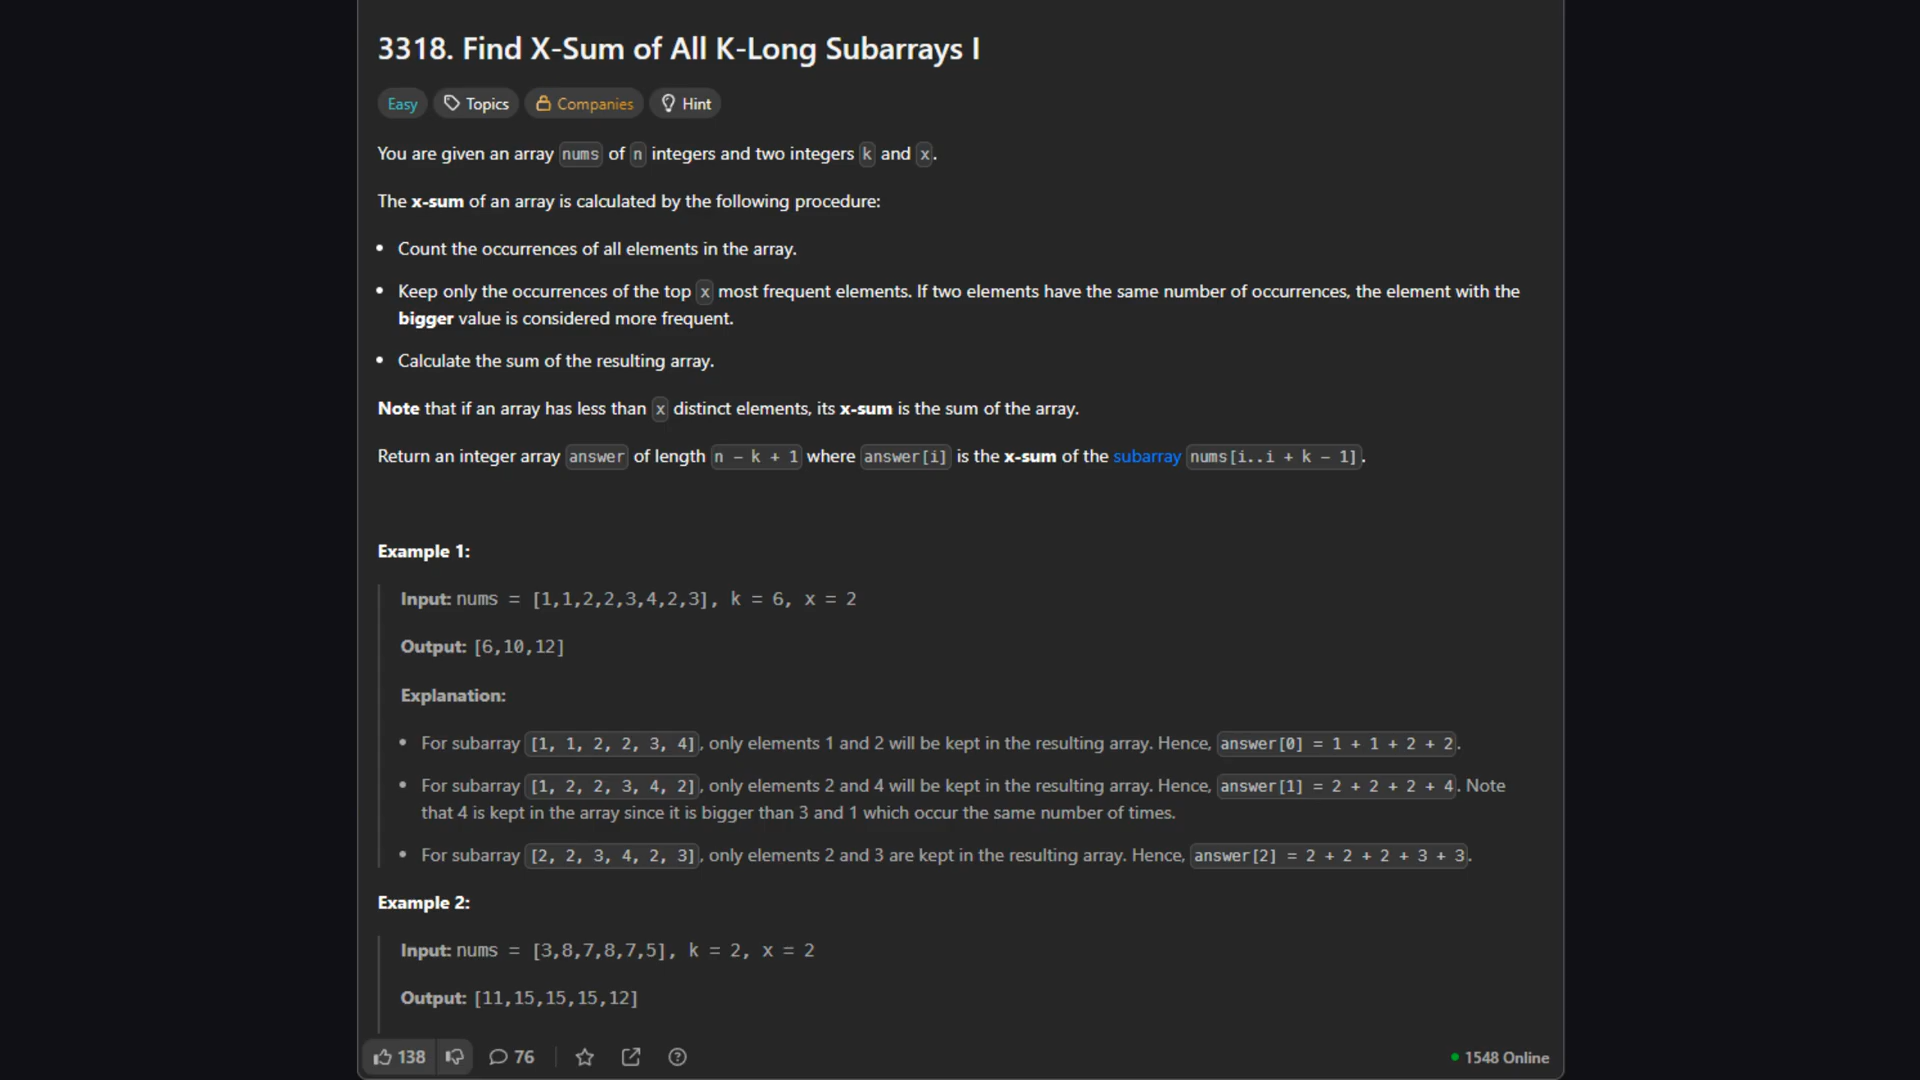 3318. Find X-Sum of All K-Long Subarrays I
Easy Topics Companies Hint
You are given an array nums of n integers and two integers k and x.
The x-sum of an array is calculated by the following procedure:
• Count the occurrences of all elements in the array.
• Keep only the occurrences of the top x most frequent elements. If two elements have the same number of occurrences, the element with the
bigger value is considered more frequent.
• Calculate the sum of the resulting array.
Note that if an array has less than x distinct elements, its x-sum is the sum of the array.
Return an integer array answer of length n - k + 1 where answer[i] is the x-sum of the subarray nums[i..i + k - 1].
Example 1:
Input: nums = [1,1,2,2,3,4,2,3], k = 6, x = 2
Output: [6,10,12]
Explanation:
• For subarray [1, 1, 2, 2, 3, 4], only elements 1 and 2 will be kept in the resulting array. Hence, answer[0] = 1 + 1 + 2 + 2.
• For subarray [1, 2, 2, 3, 4, 2], only elements 2 and 4 will be kept in the resulting array. Hence, answer[1] = 2 + 2 + 2 + 4. Note
that 4 is kept in the array since it is bigger than 3 and 1 which occur the same number of times.
• For subarray [2, 2, 3, 4, 2, 3], only elements 2 and 3 are kept in the resulting array. Hence, answer[2] = 2 + 2 + 2 + 3 + 3.
Example 2:
Input: nums = [3,8,7,8,7,5], k = 2, x = 2
Output: [11,15,15,15,12]
138 76 1548 Online